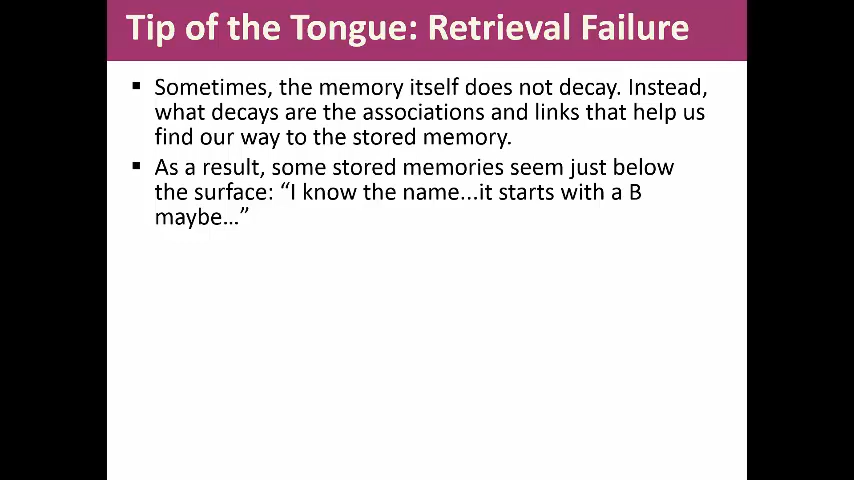 Tip of the Tongue: Retrieval Failure
▪ Sometimes, the memory itself does not decay. Instead,
what decays are the associations and links that help us
find our way to the stored memory.
▪ As a result, some stored memories seem just below
the surface: “I know the name...it starts with a B
maybe…”